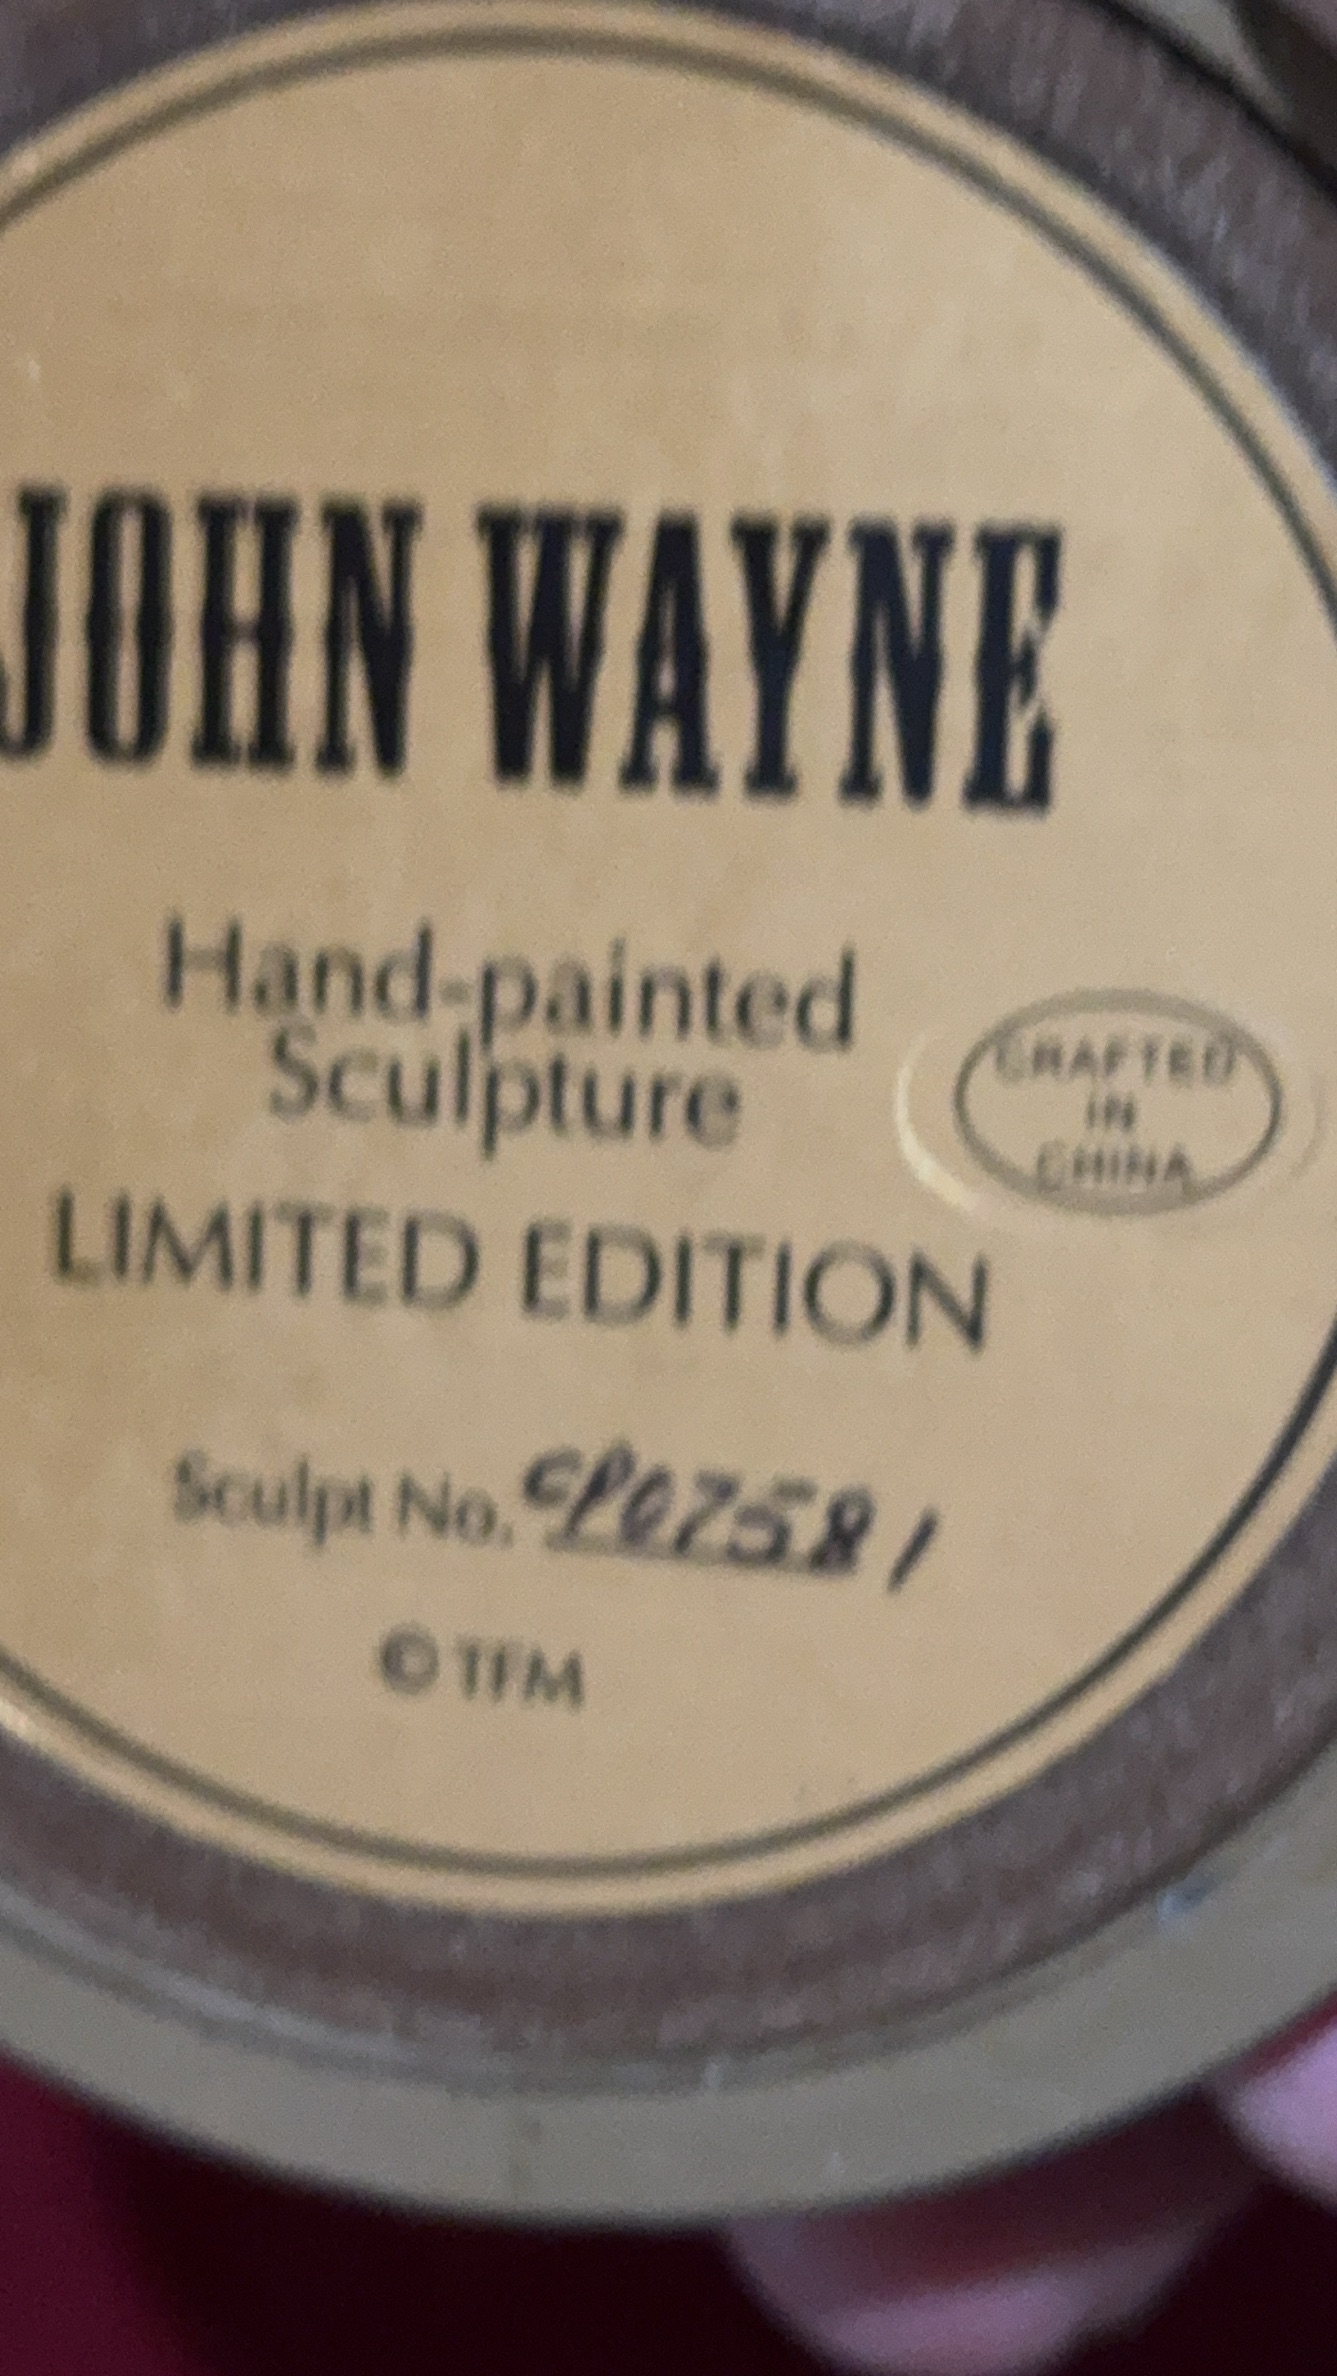 JOHN WAYNE
Hand-painted
Sculpture
CRAFTED
IN
CHINA
LIMITED EDITION
Sculpt No.
© TFM